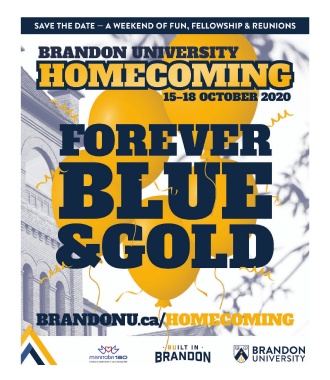 SAVE THE DATE — A WEEKEND OF FUN, FELLOWSHIP & REUNIONS
BRANDON UNIVERSITY
HOMECOMING
15–18 OCTOBER 2020
FOREVER
BLUE
&GOLD
BRANDONU.ca/HOMECOMING
manitoba150
BUILT IN
BRANDON
BRANDON
UNIVERSITY